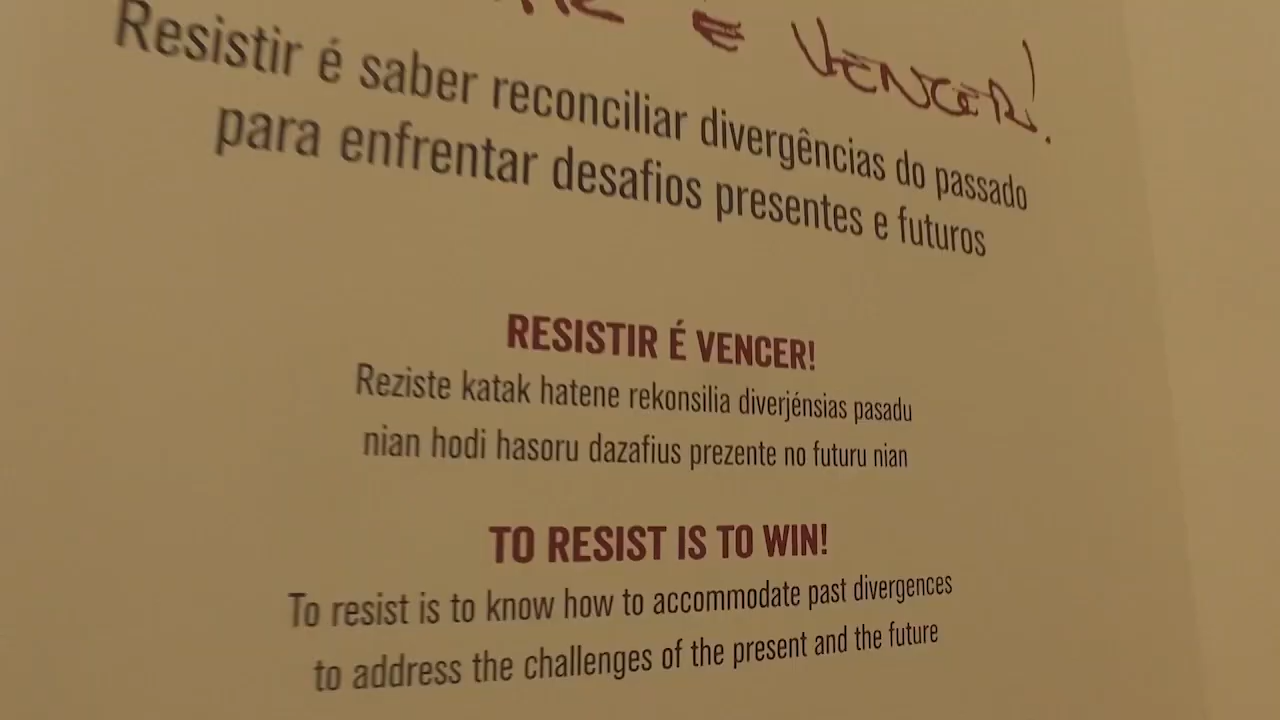 É VENCER!
Resistir é saber reconciliar divergências do passado
para enfrentar desafios presentes e futuros
RESISTIR É VENCER!
Reziste katak hatene rekonsilia diverjénsias pasadu
nian hodi hasoru dazafius prezente no futuru nian
TO RESIST IS TO WIN!
To resist is to know how to accommodate past divergences
to address the challenges of the present and the future